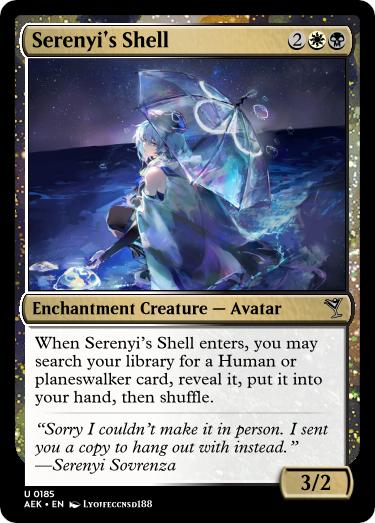 Serenyi's Shell 2
Enchantment Creature — Avatar
When Serenyi's Shell enters, you may
search your library for a Human or
planeswalker card, reveal it, put it into
your hand, then shuffle.
“Sorry I couldn't make it in person. I sent
you a copy to hang out with instead.”
—Serenyi Sovrenza
3/2
U 0185
AEK • EN Lyoffeccnsd188